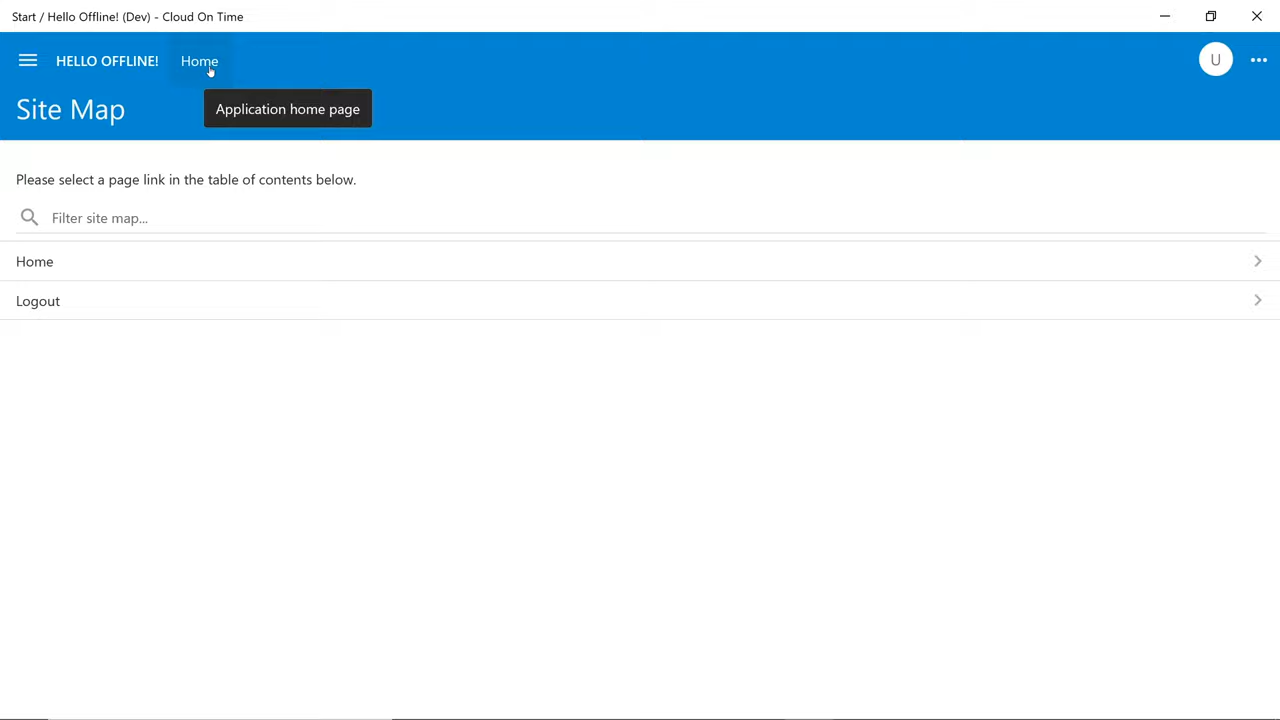 Start / Hello Offline! (Dev) - Cloud On Time
HELLO OFFLINE! Home U
Site Map
Application home page
Please select a page link in the table of contents below.
Filter site map...
Home
Logout